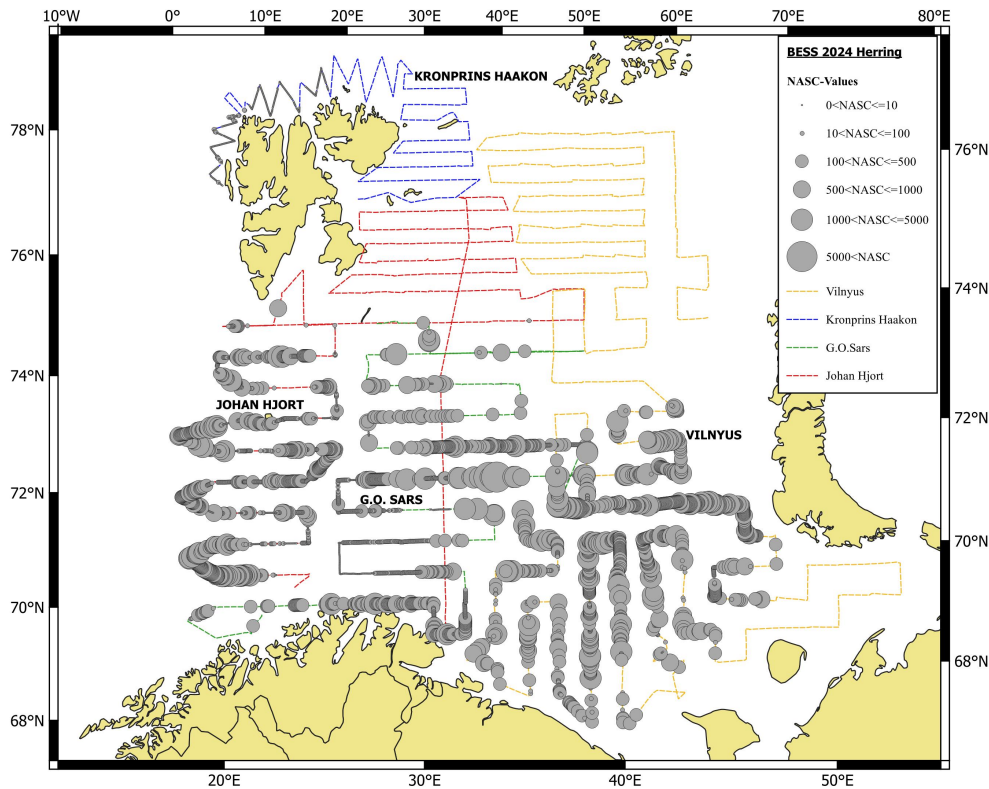 10°W 0° 10°E 20°E 30°E 40°E 50°E 60°E 70°E 80°E
BESS 2024 Herring
KRONPRINS HAAKON
NASC-Values
0<NASC<=10
78°N
10<NASC<=100
76°N
100<NASC<=500
500<NASC<=1000
1000<NASC<=5000
76°N
5000<NASC
74°N
Vilnyus
Kronprins Haakon
G.O.Sars
74°N
Johan Hjort
JOHAN HJORT
72°N
VILNYUS
72°N
G.O. SARS
70°N
70°N
68°N
68°N
20°E 30°E 40°E 50°E